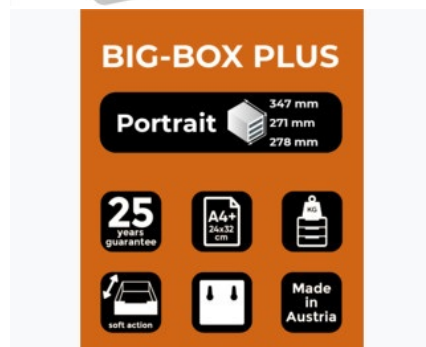 BIG-BOX PLUS
Portrait
347 mm
271 mm
278 mm
25
years
guarantee
A4+
24x32
cm
KG
soft action
Made
in
Austria